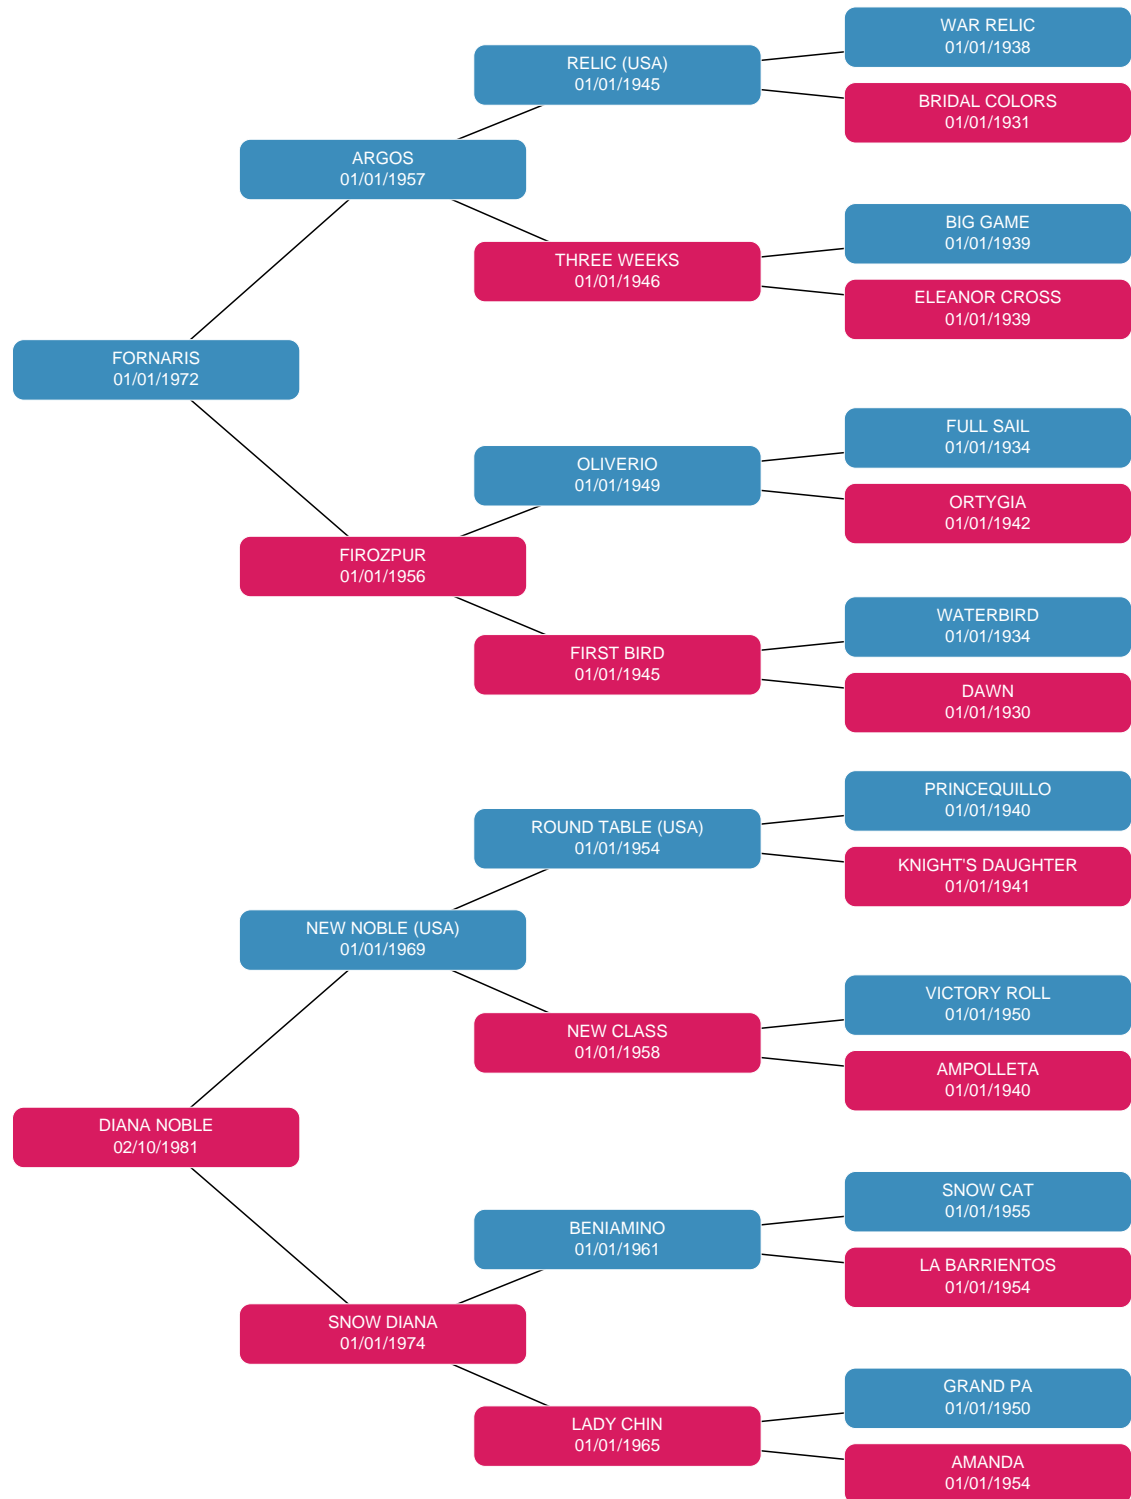 WAR RELIC
01/01/1938
RELIC (USA)
01/01/1945
BRIDAL COLORS
01/01/1931
ARGOS
01/01/1957
BIG GAME
01/01/1939
THREE WEEKS
01/01/1946
ELEANOR CROSS
01/01/1939
FORNARIS
01/01/1972
FULL SAIL
01/01/1934
OLIVERIO
01/01/1949
ORTYGIA
01/01/1942
FIROZPUR
01/01/1956
WATERBIRD
01/01/1934
FIRST BIRD
01/01/1945
DAWN
01/01/1930
PRINCEQUILLO
01/01/1940
ROUND TABLE (USA)
01/01/1954
KNIGHT'S DAUGHTER
01/01/1941
NEW NOBLE (USA)
01/01/1969
VICTORY ROLL
01/01/1950
NEW CLASS
01/01/1958
AMPOLLETA
01/01/1940
DIANA NOBLE
02/10/1981
SNOW CAT
01/01/1955
BENIAMINO
01/01/1961
LA BARRIENTOS
01/01/1954
SNOW DIANA
01/01/1974
GRAND PA
01/01/1950
LADY CHIN
01/01/1965
AMANDA
01/01/1954